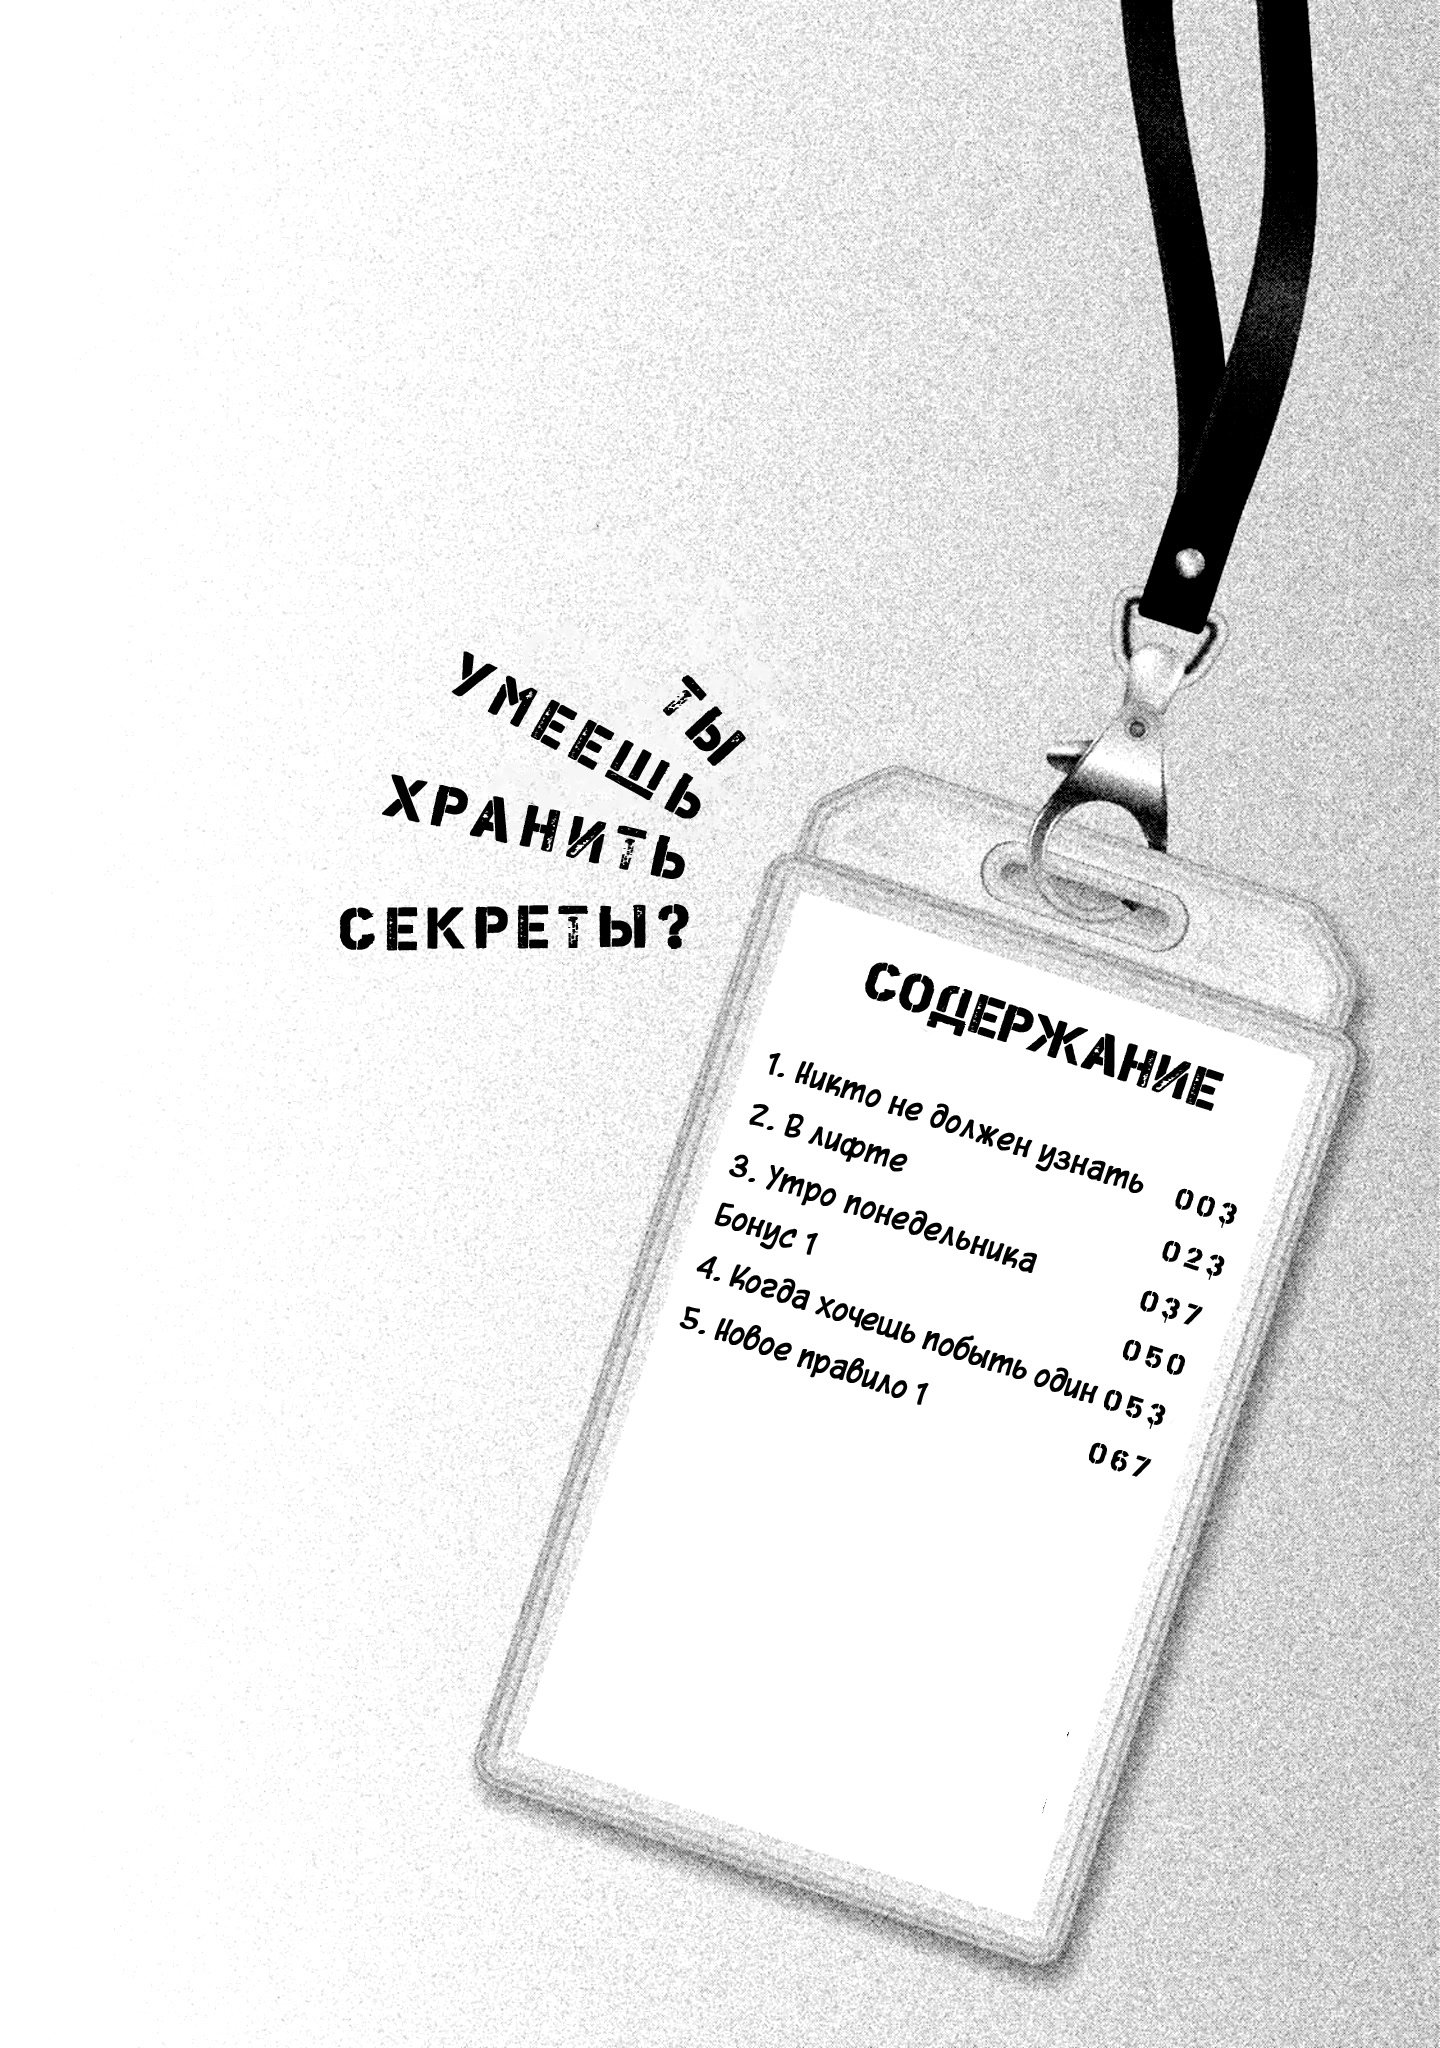 ТЫ
УМЕЕШЬ
ХРАНИТЬ
СЕКРЕТЫ?
СОДЕРЖАНИЕ
1. Никто не должен узнать 003
2. В лифте 023
3. Утро понедельника 037
Бонус 1 050
4. Когда хочешь побыть один 053
5. Новое правило 1 067